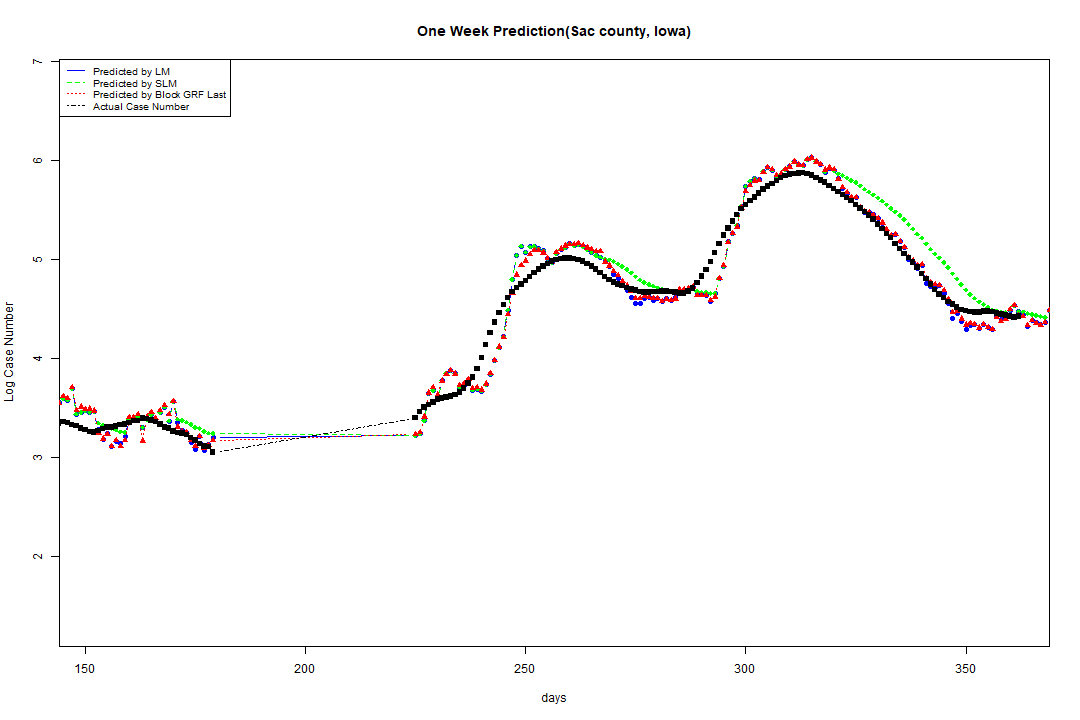 One Week Prediction(Sac county, Iowa)
Predicted by LM
Predicted by SLM
Predicted by Block GRF Last
Actual Case Number
7
6
5
4
3
2
Log Case Number
150 200 250 300 350
days